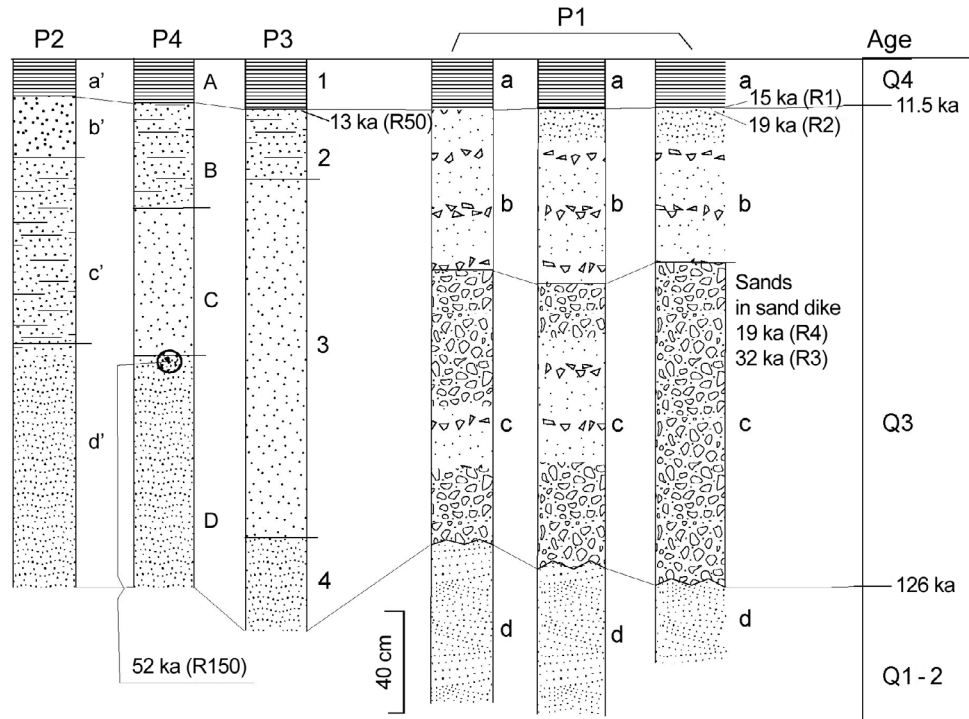 P1
P2 P4 P3 Age
a' A 1 a a a Q4
15 ka (R1)
11.5
13 ka (R50)
19 ka (R2)
b' 2
B
b b b
c'
C
Sands
in sand dike
19 ka (R4)
32 ka (R3)
3
c c c Q3
d'
D
4
126 ka
d d d
40 cm
52 ka (R150)
Q1 - 2